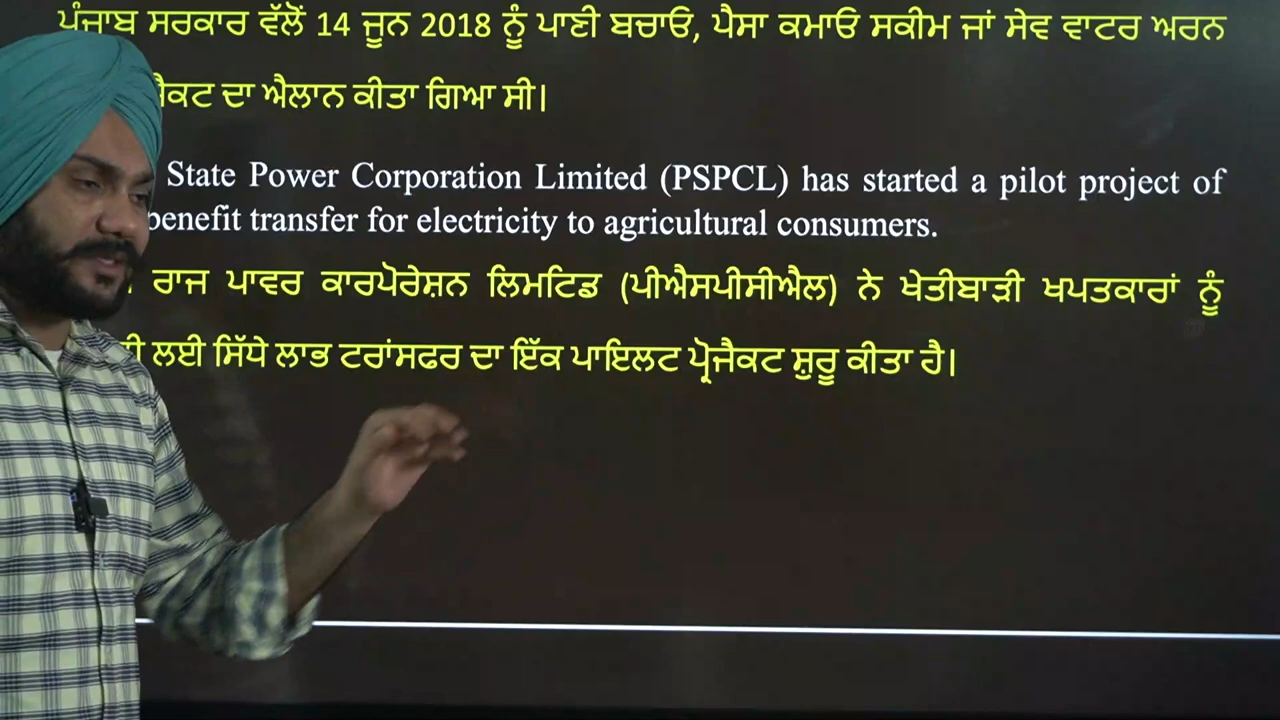 ਪੰਜਾਬ ਸਰਕਾਰ ਵੱਲੋਂ 14 ਜੂਨ 2018 ਨੂੰ ਪਾਣੀ ਬਚਾਓ, ਪੈਸਾ ਕਮਾਓ ਸਕੀਮ ਜਾਂ ਸੇਵ ਵਾਟਰ ਅਰਨ
ਦਾ ਐਲਾਨ ਕੀਤਾ ਗਿਆ ਸੀ।
State Power Corporation Limited (PSPCL) has started a pilot project of
benefit transfer for electricity to agricultural consumers.
ਰਾਜ ਪਾਵਰ ਕਾਰਪੋਰੇਸ਼ਨ ਲਿਮਟਿਡ (ਪੀਐਸਪੀਸੀਐਲ) ਨੇ ਖੇਤੀਬਾੜੀ ਖਪਤਕਾਰਾਂ ਨੂੰ
ਲਈ ਸਿੱਧੇ ਲਾਭ ਟਰਾਂਸਫਰ ਦਾ ਇੱਕ ਪਾਇਲਟ ਪ੍ਰੋਜੈਕਟ ਸ਼ੁਰੂ ਕੀਤਾ ਹੈ।